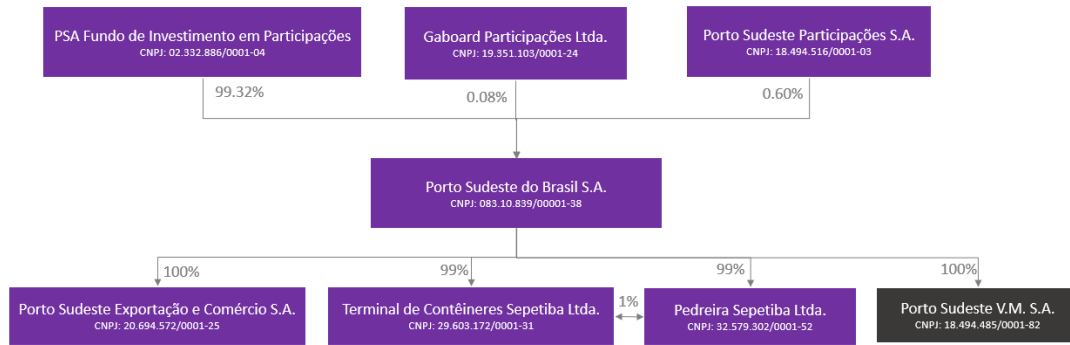 PSA Fundo de Investimento em Participações
CNPJ: 02.332.886/0001-04
Gaboard Participações Ltda.
CNPJ: 19.351.103/0001-24
Porto Sudeste Participações S.A.
CNPJ: 18.494.516/0001-03
99.32%
0.08%
0.60%
Porto Sudeste do Brasil S.A.
CNPJ: 083.10.839/00001-38
100%
99%
99%
100%
Porto Sudeste Exportação e Comércio S.A.
CNPJ: 20.694.572/0001-25
Terminal de Contêineres Sepetiba Ltda.
CNPJ: 29.603.172/0001-31
1%
Pedreira Sepetiba Ltda.
CNPJ: 32.579.302/0001-52
Porto Sudeste V.M. S.A.
CNPJ: 18.494.485/0001-82